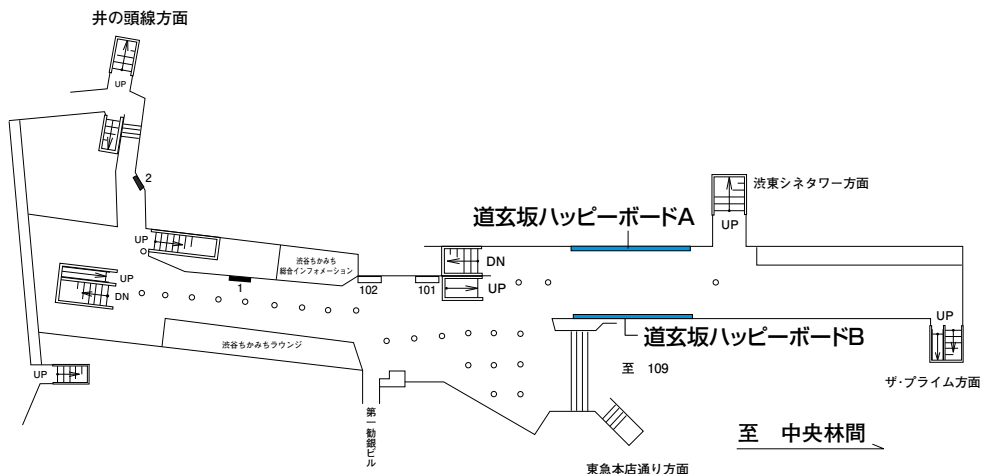 井の頭線方面
UP
2
渋東シネタワー方面
道玄坂ハッピーボードA
UP
UP
渋谷ちかみち
総合インフォメーション
DN
UP
DN
1
102
101
UP
UP
渋谷ちかみちラウンジ
道玄坂ハッピーボードB
至 109
UP
ザ・プライム方面
第一勧銀ビル
至 中央林間
東急本店通り方面